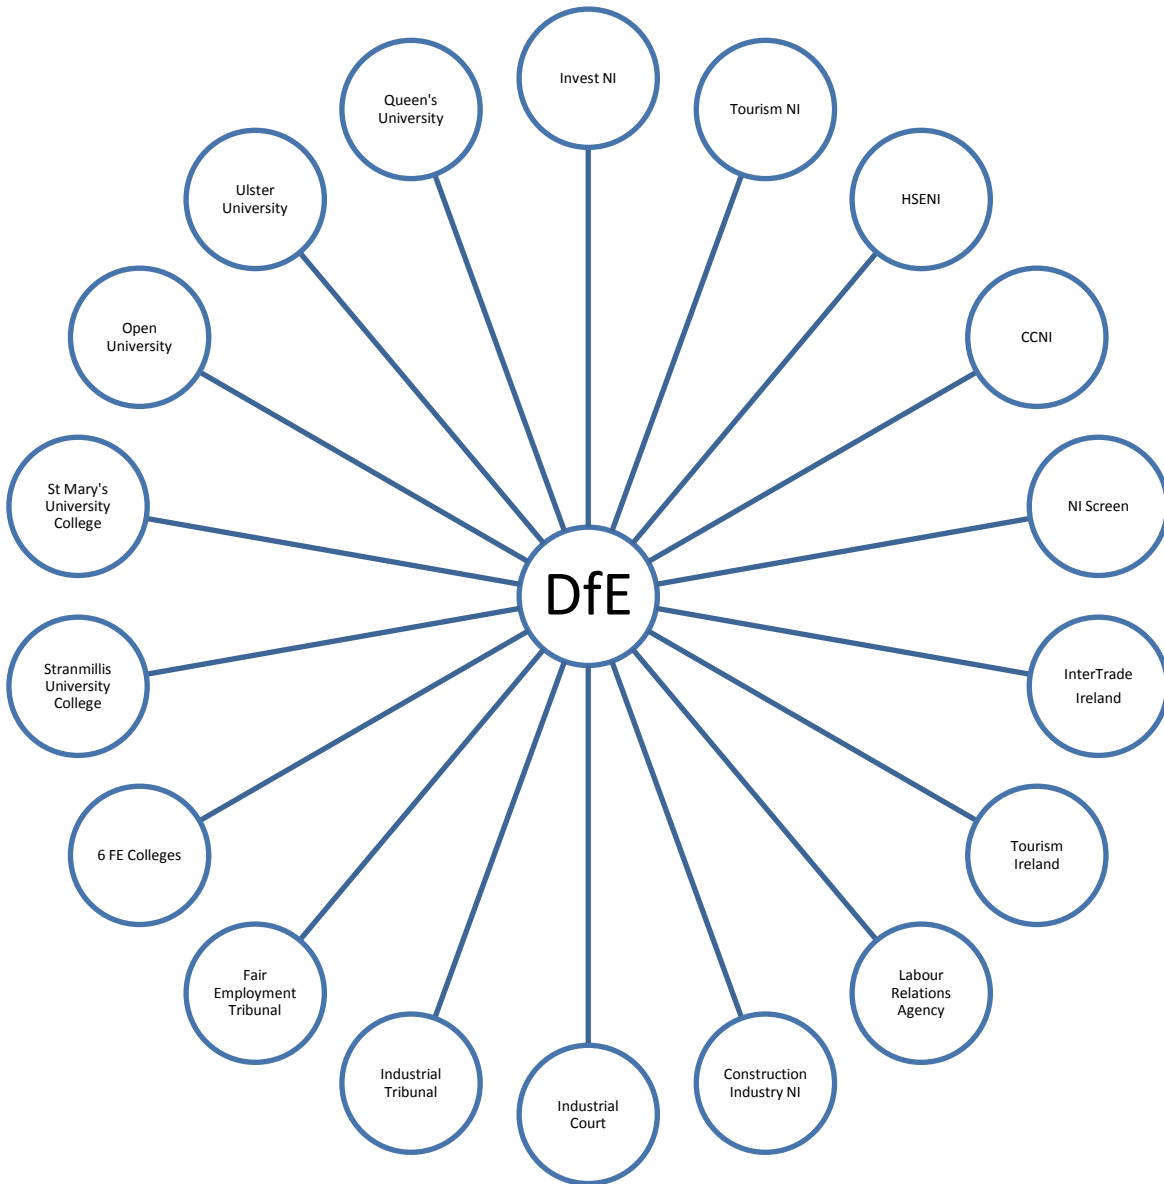 Invest NI
Tourism NI
HSENI
CCNI
NI Screen
InterTrade
Ireland
Tourism
Ireland
Labour
Relations
Agency
Construction
Industry NI
Industrial
Court
Industrial
Tribunal
Fair
Employment
Tribunal
6 FE Colleges
Stranmillis
University
College
St Mary's
University
College
Open
University
Ulster
University
Queen's
University
DfE